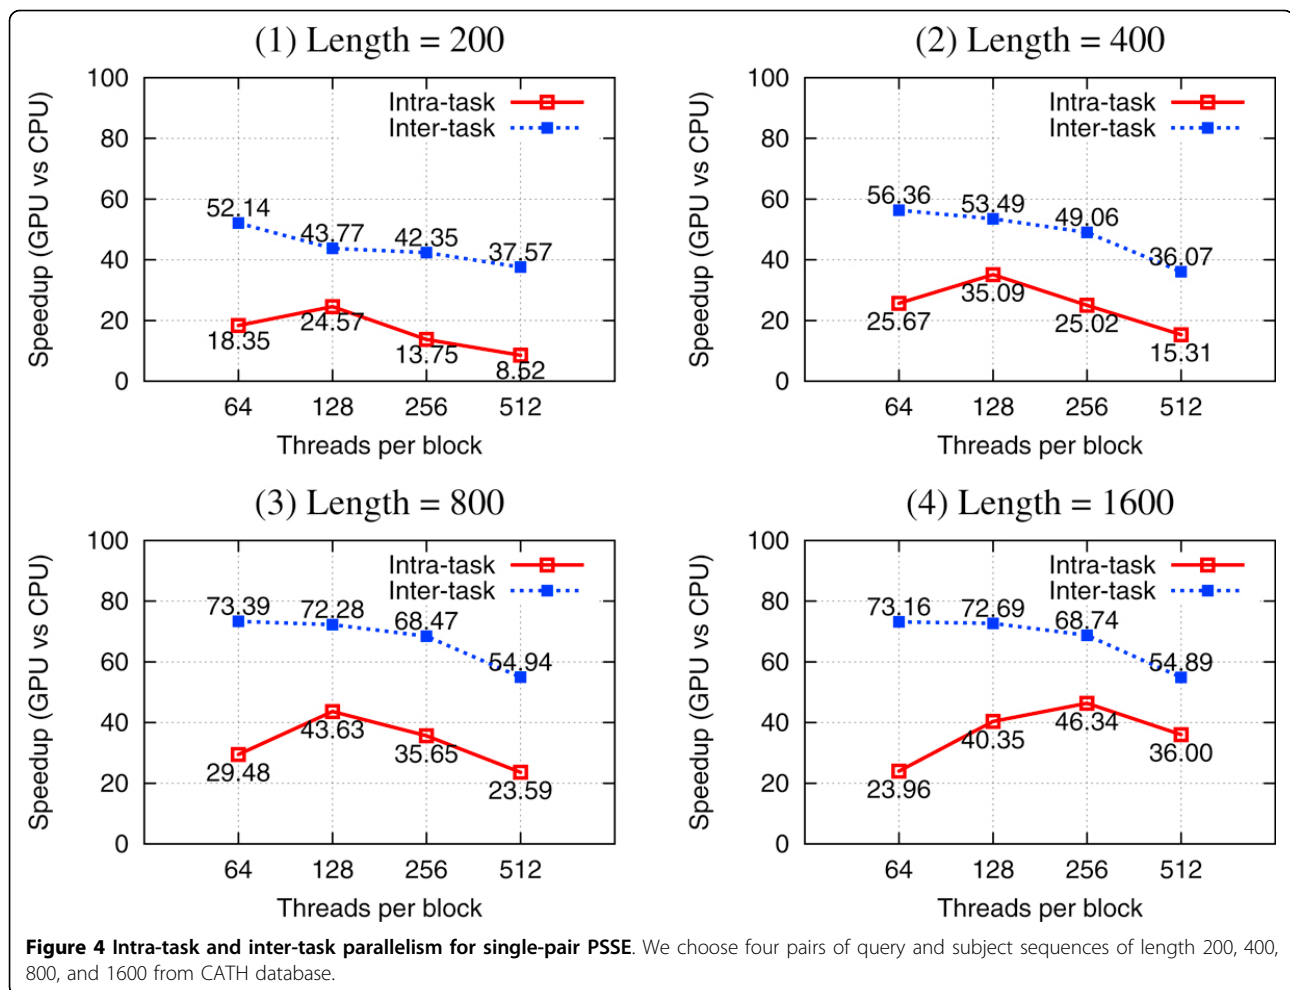 (1) Length = 200
Speedup (GPU vs CPU)
100
80
60
40
20
0
Intra-task
Inter-task
52.14
43.77
42.35
37.57
18.35
24.57
13.75
8.52
64 128 256 512
Threads per block
(2) Length = 400
Speedup (GPU vs CPU)
100
80
60
40
20
0
Intra-task
Inter-task
56.36
53.49
49.06
36.07
25.67
35.09
25.02
15.31
64 128 256 512
Threads per block
(3) Length = 800
Speedup (GPU vs CPU)
100
80
60
40
20
0
Intra-task
Inter-task
73.39
72.28
68.47
54.94
29.48
43.63
35.65
23.59
64 128 256 512
Threads per block
(4) Length = 1600
Speedup (GPU vs CPU)
100
80
60
40
20
0
Intra-task
Inter-task
73.16
72.69
68.74
54.89
23.96
40.35
46.34
36.00
64 128 256 512
Threads per block
Figure 4 Intra-task and inter-task parallelism for single-pair PSSE. We choose four pairs of query and subject sequences of length 200, 400,
800, and 1600 from CATH database.